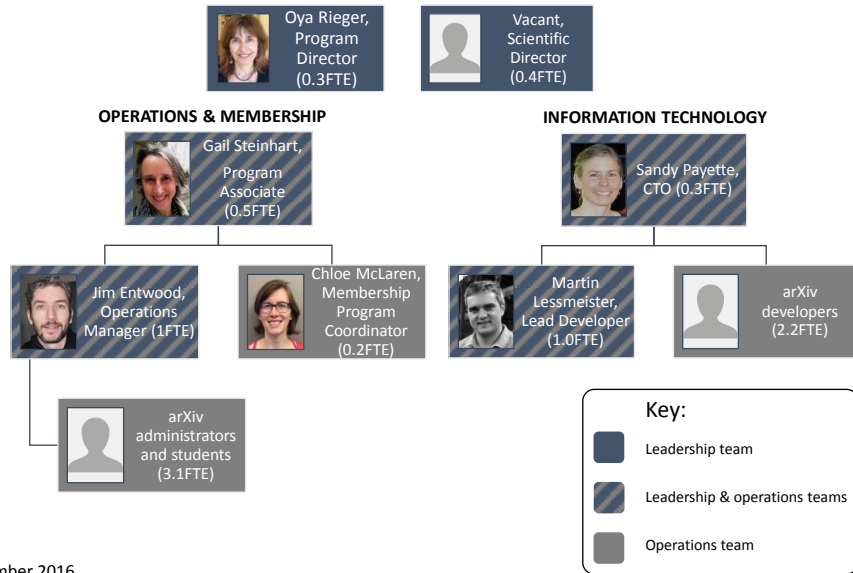 Oya Rieger,
Program
Director
(0.3FTE)
Vacant,
Scientific
Director
(0.4FTE)
OPERATIONS & MEMBERSHIP
Gail Steinhart,
Program
Associate
(0.5FTE)
Jim Entwood,
Operations
Manager (1FTE)
Chloe McLaren,
Membership
Program
Coordinator
(0.2FTE)
arXiv
administrators
and students
(3.1FTE)
INFORMATION TECHNOLOGY
Sandy Payette,
CTO (0.3FTE)
Martin
Lessmeister,
Lead Developer
(1.0FTE)
arXiv
developers
(2.2FTE)
Key:
Leadership team
Leadership & operations teams
Operations team
2016